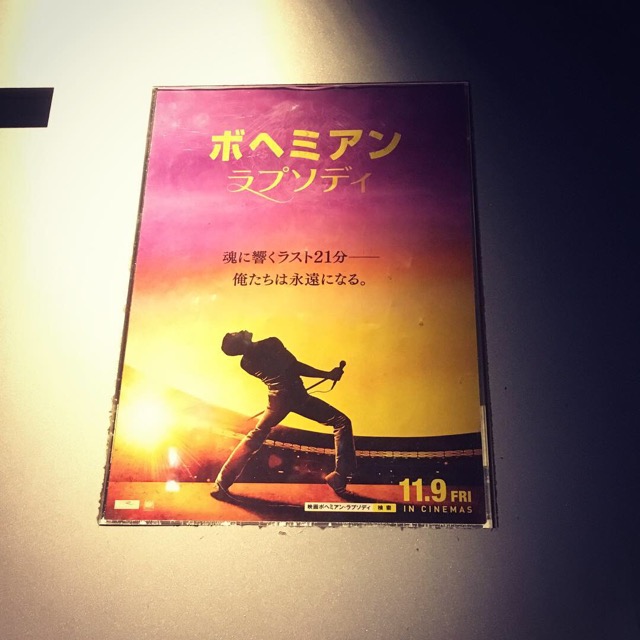 ボヘミアン
ラプソディ
魂に響くラスト21分──
俺たちは永遠になる。
11.9 FRI
IN CINEMAS
映画ボヘミアン・ラプソディ 検索